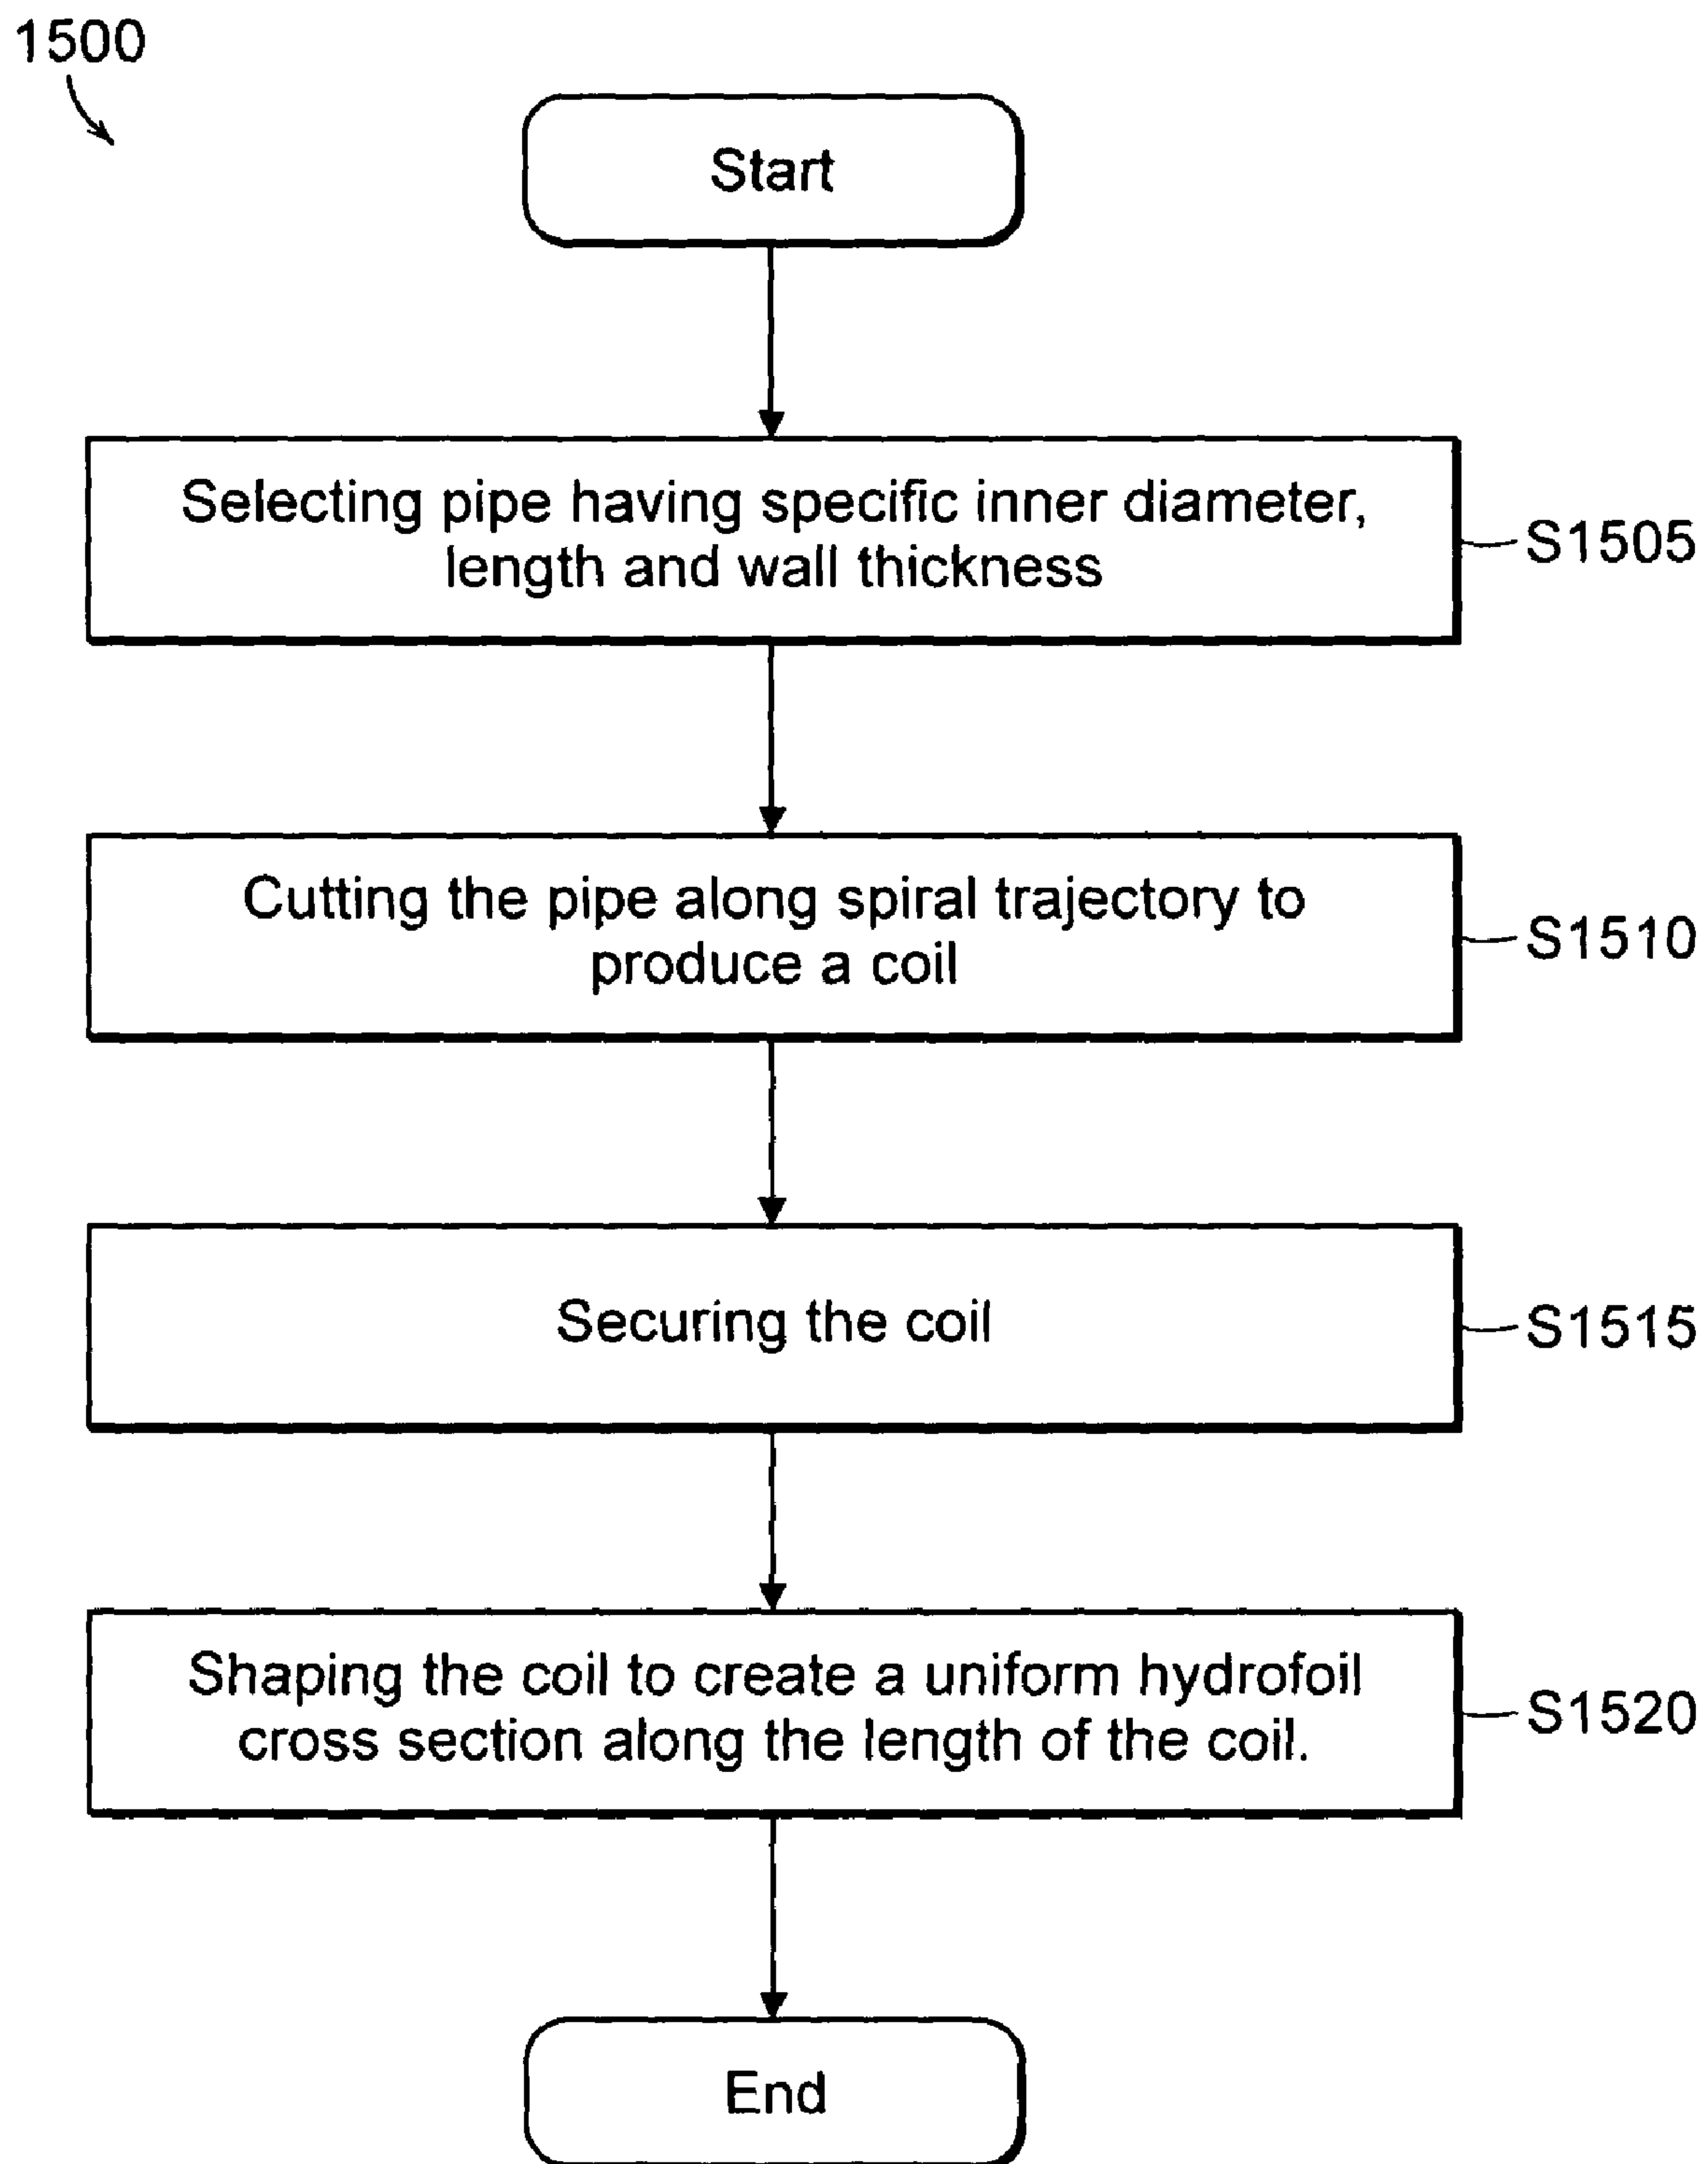 1500
Start
Selecting pipe having specific inner diameter,
length and wall thickness
S1505
Cutting the pipe along spiral trajectory to
produce a coil
S1510
Securing the coil
S1515
Shaping the coil to create a uniform hydrofoil
cross section along the length of the coil.
S1520
End